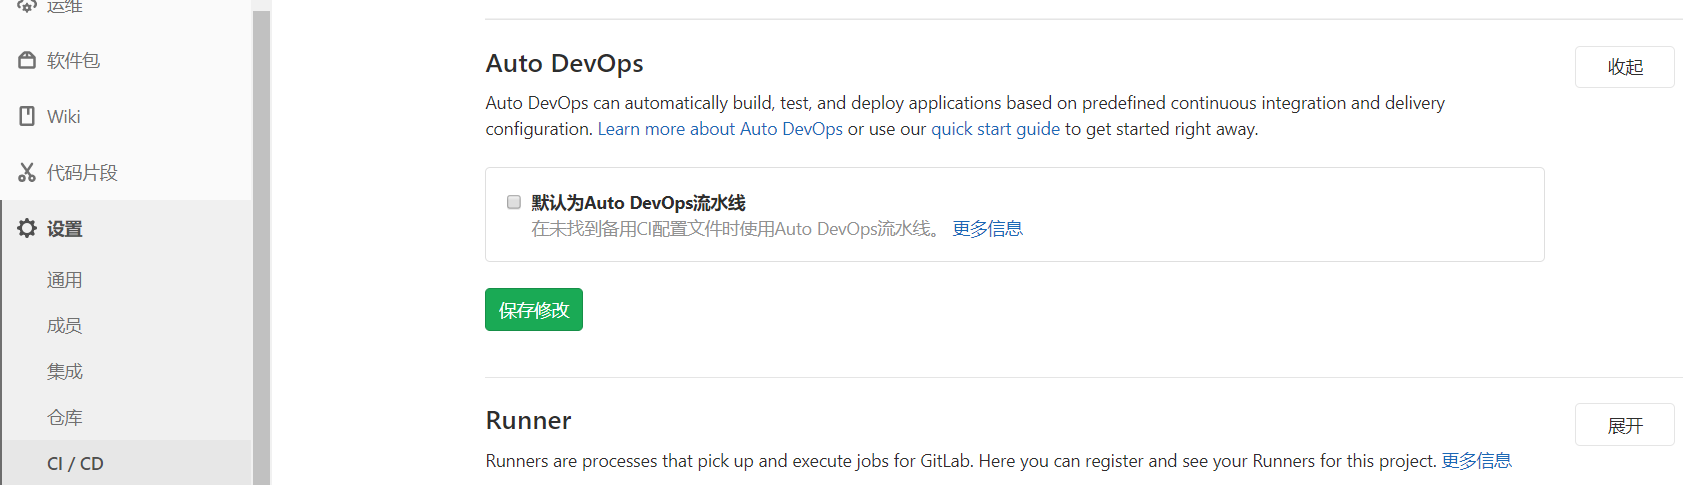 运维
软件包
Wiki
代码片段
设置
通用
成员
集成
仓库
CI / CD
Auto DevOps
收起
Auto DevOps can automatically build, test, and deploy applications based on predefined continuous integration and delivery
configuration. Learn more about Auto DevOps or use our quick start guide to get started right away.
默认为Auto DevOps流水线
在未找到备用CI配置文件时使用Auto DevOps流水线。 更多信息
保存修改
Runner
展开
Runners are processes that pick up and execute jobs for GitLab. Here you can register and see your Runners for this project. 更多信息